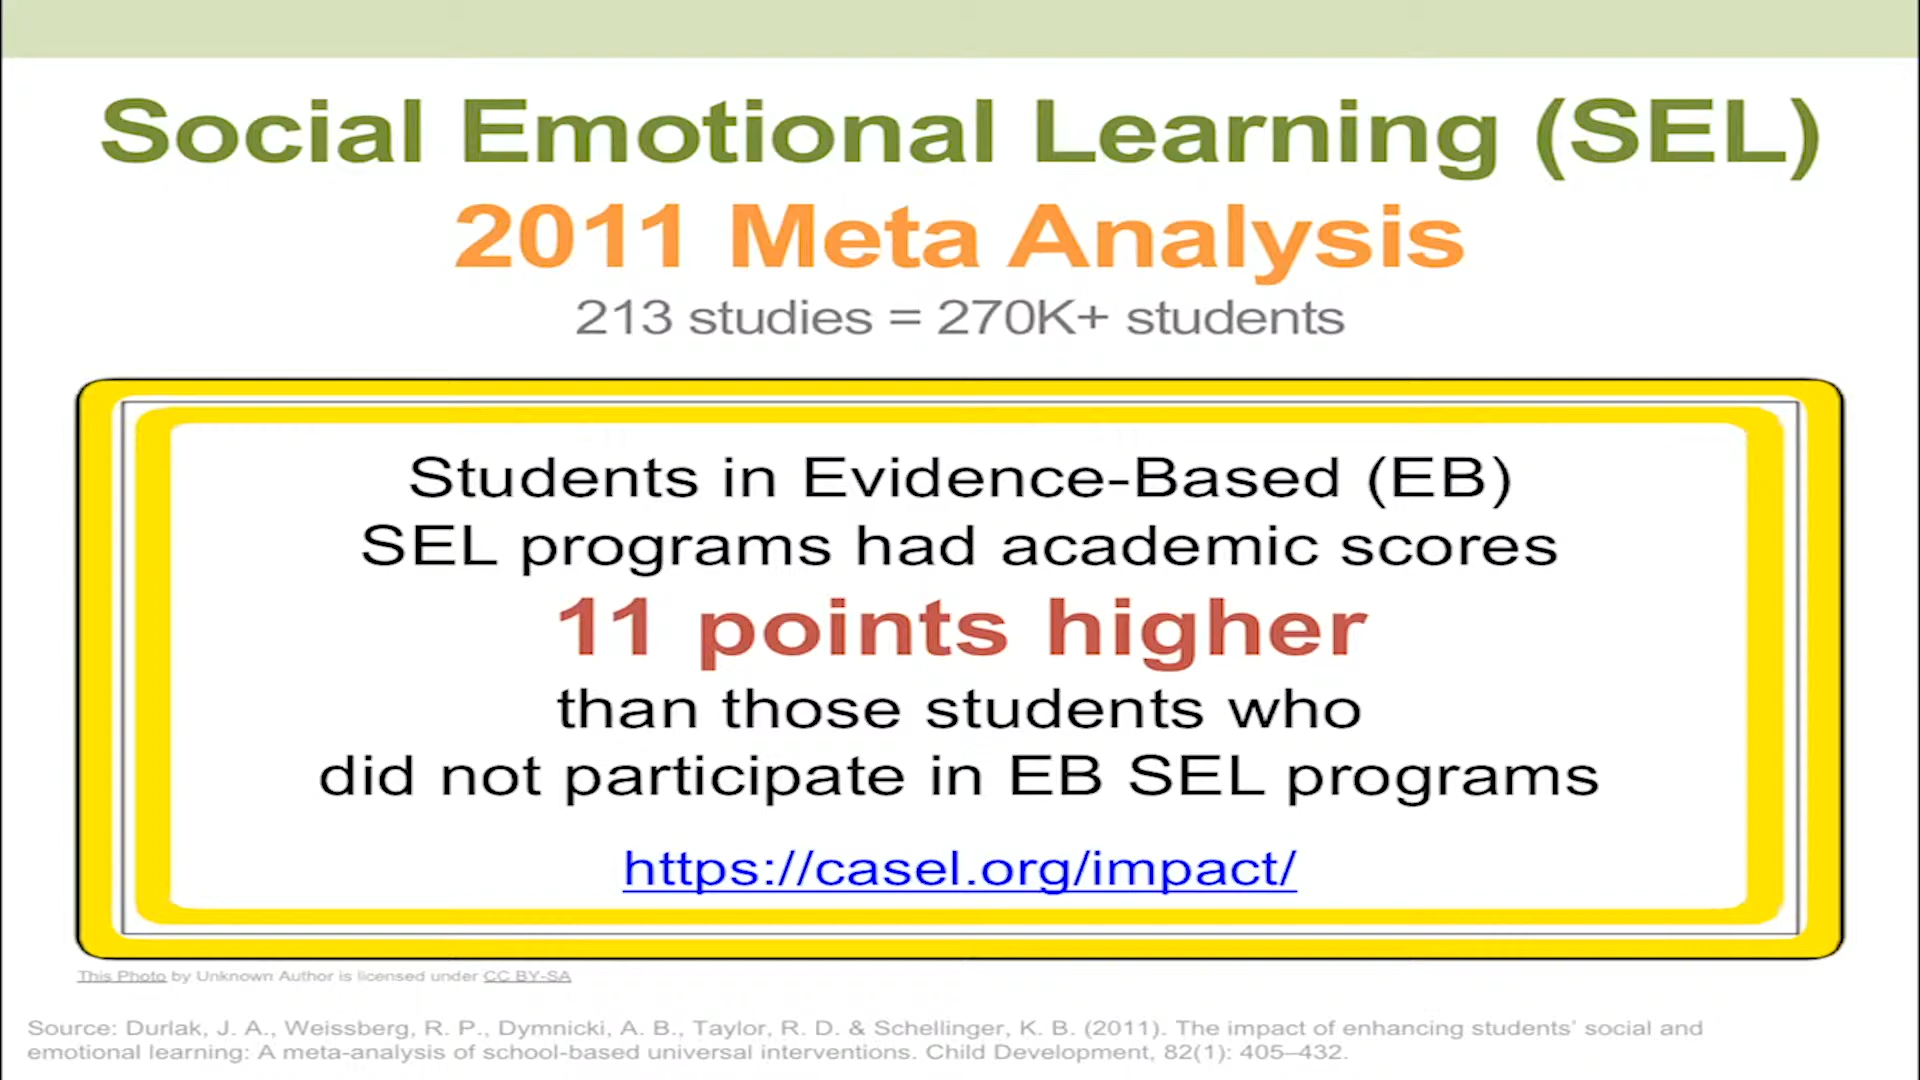 Social Emotional Learning (SEL)
2011 Meta Analysis
213 studies = 270K+ students
Students in Evidence-Based (EB)
SEL programs had academic scores
11 points higher
than those students who
did not participate in EB SEL programs
https://casel.org/impact/
This Photo by Unknown Author is licensed under CC BY-SA
Source: Durlak, J. A., Weissberg, R. P., Dymnicki, A. B., Taylor, R. D. & Schellinger, K. B. (2011). The impact of enhancing students’ social and
emotional learning: A meta-analysis of school-based universal interventions. Child Development, 82(1): 405–432.